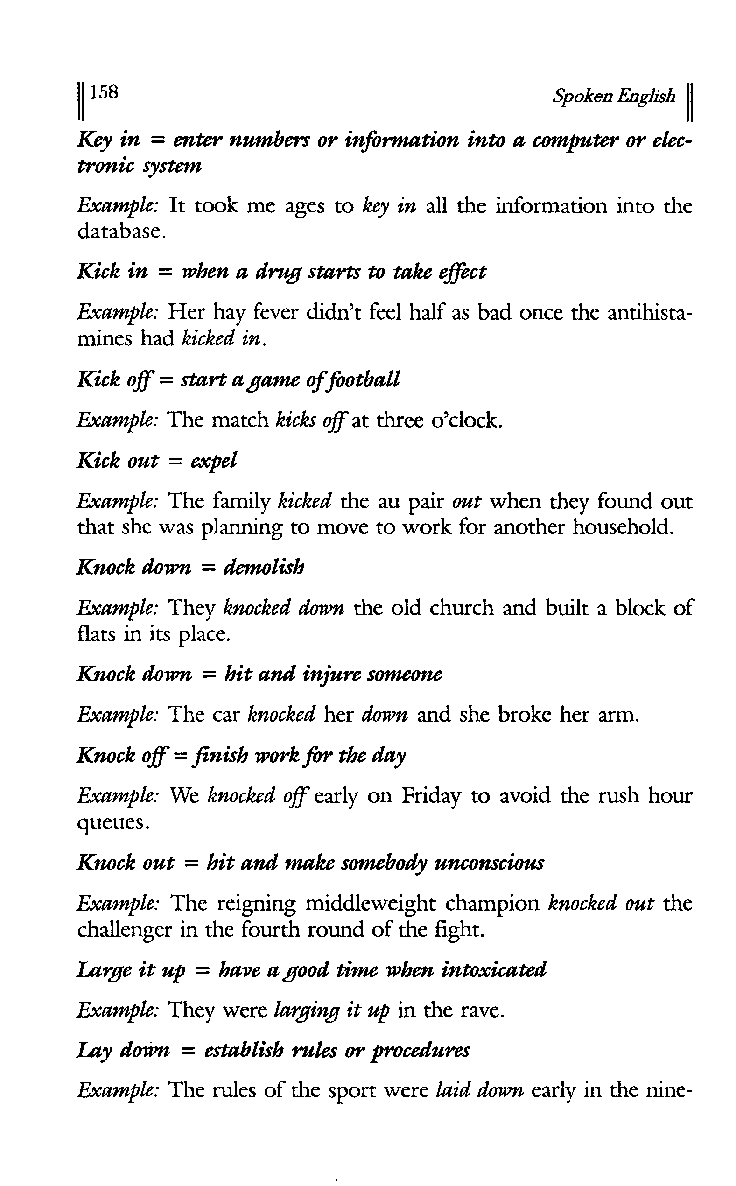 158 Spoken English
Key in = enter numbers or information into a computer or elec-
tronic system
Example: It took me ages to key in all the information into the
database.
Kick in = when a drug starts to take effect
Example: Her hay fever didn't feel half as bad once the antihista-
mines had kicked in.
Kick off = start a game of football
Example: The match kicks off at three o'clock.
Kick out = expel
Example: The family kicked the au pair out when they found out
that she was planning to move to work for another household.
Knock down = demolish
Example: They knocked down the old church and built a block of
flats in its place.
Knock down = hit and injure someone
Example: The car knocked her down and she broke her arm.
Knock off = finish work for the day
Example: We knocked off early on Friday to avoid the rush hour
queues.
Knock out = hit and make somebody unconscious
Example: The reigning middleweight champion knocked out the
challenger in the fourth round of the fight.
Large it up = have a good time when intoxicated
Example: They were larging it up in the rave.
Lay down = establish rules or procedures
Example: The rules of the sport were laid down early in the nine-